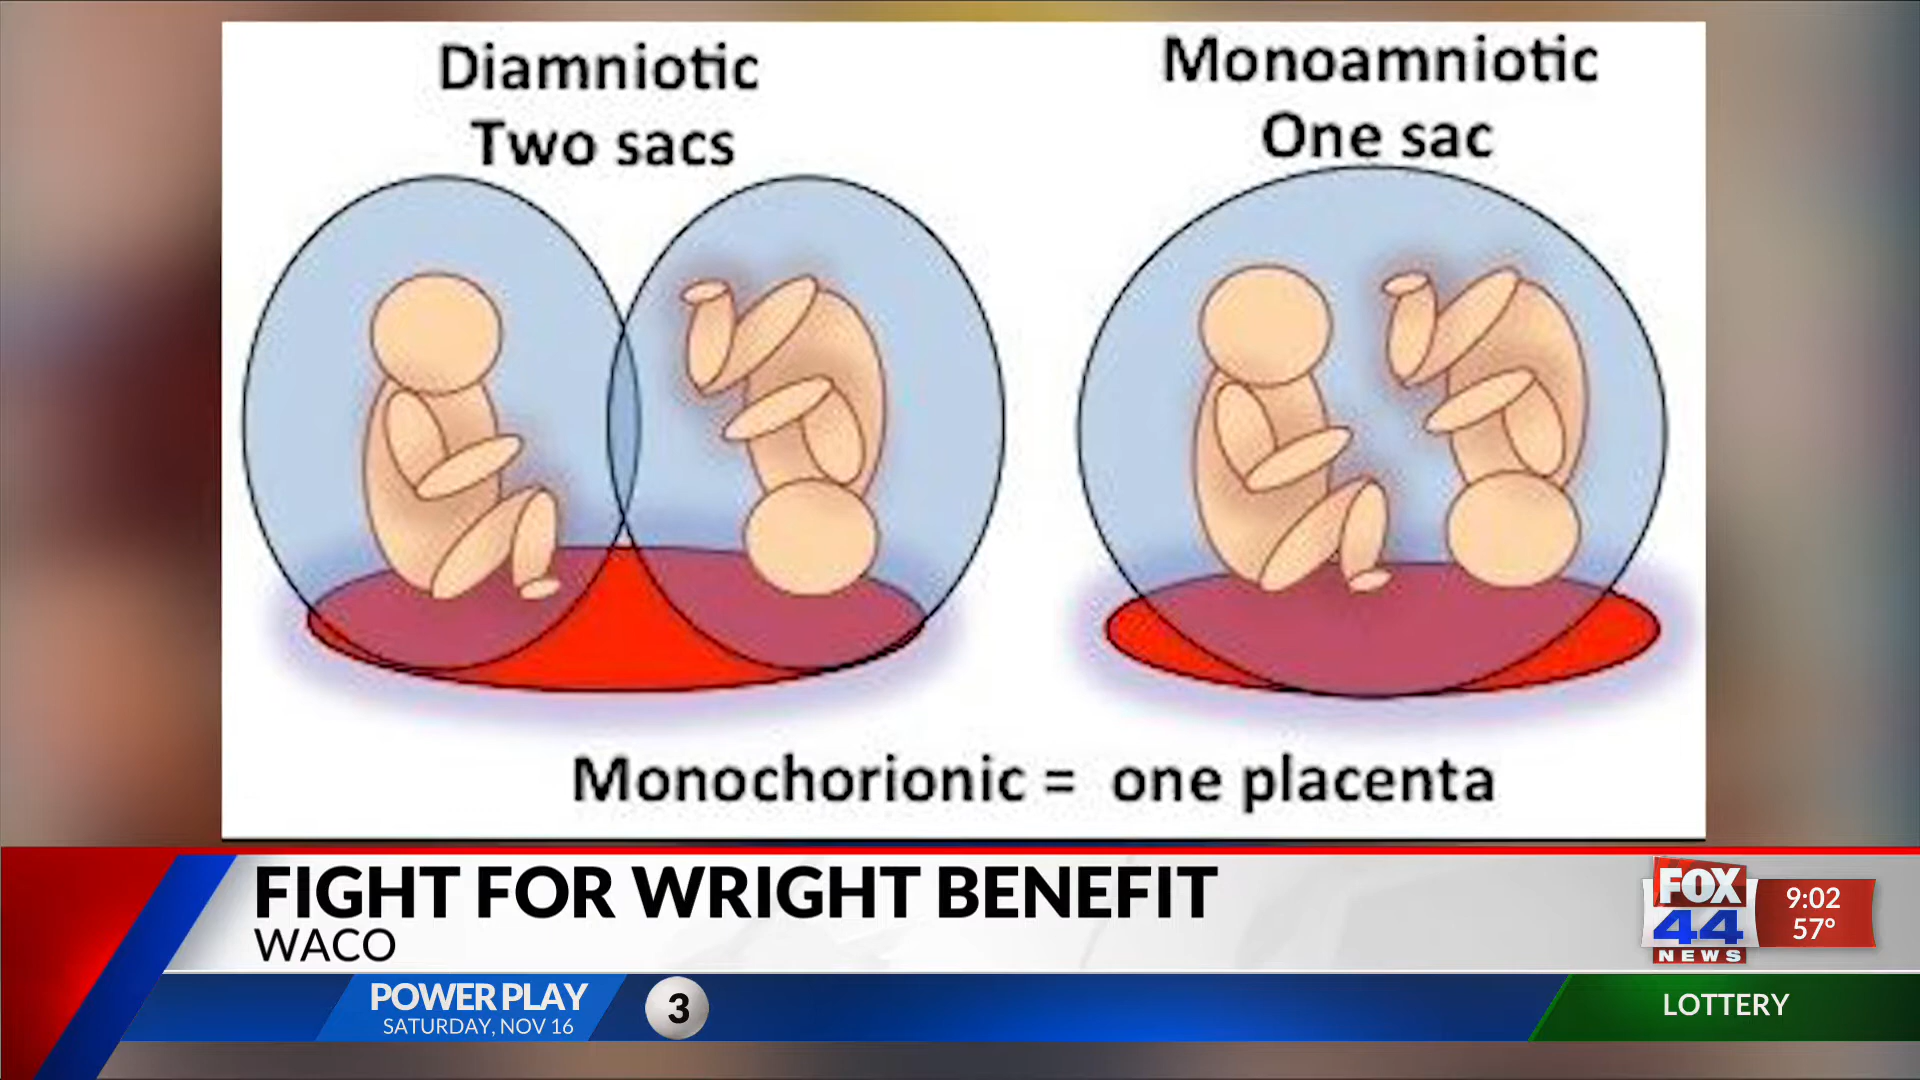 Diamniotic
Two sacs
Monoamniotic
One sac
Monochorionic = one placenta
FIGHT FOR WRIGHT BENEFIT
WACO
FOX
44
NEWS
9:02
57°
POWER PLAY
SATURDAY, NOV 16
3
LOTTERY